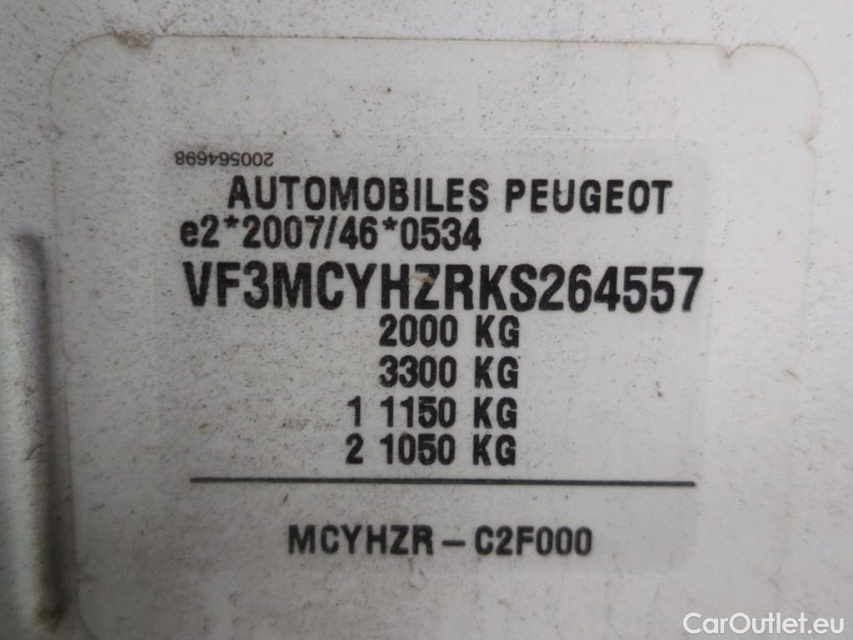 200564698
AUTOMOBILES PEUGEOT
e2*2007/46*0534
VF3MCYHZRKS264557
2000 KG
3300 KG
1 1150 KG
2 1050 KG
MCYHZR - C2F000
CarOutlet.eu